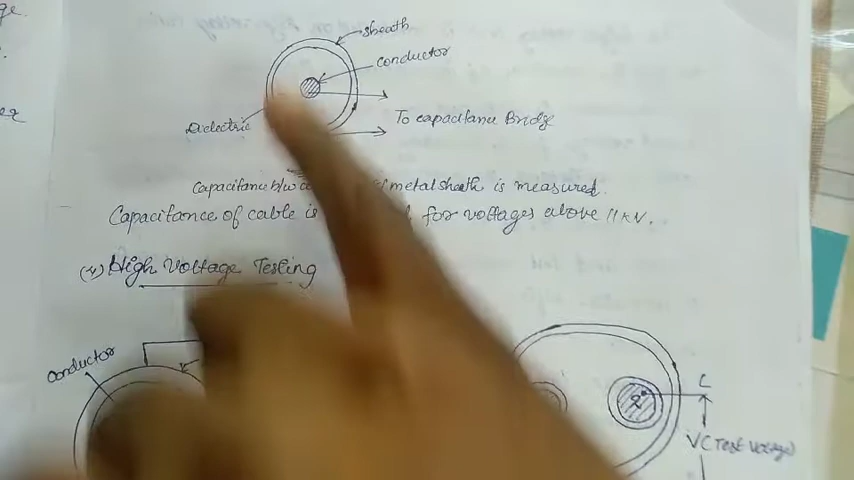 sheath
conductor
Dielectric
To capacitance Bridge
Capacitance b/w metal sheath is measured.
Capacitance of cable is for voltages above 11kV.
(v) High Voltage Testing
conductor
2
C
V (Test Voltage)